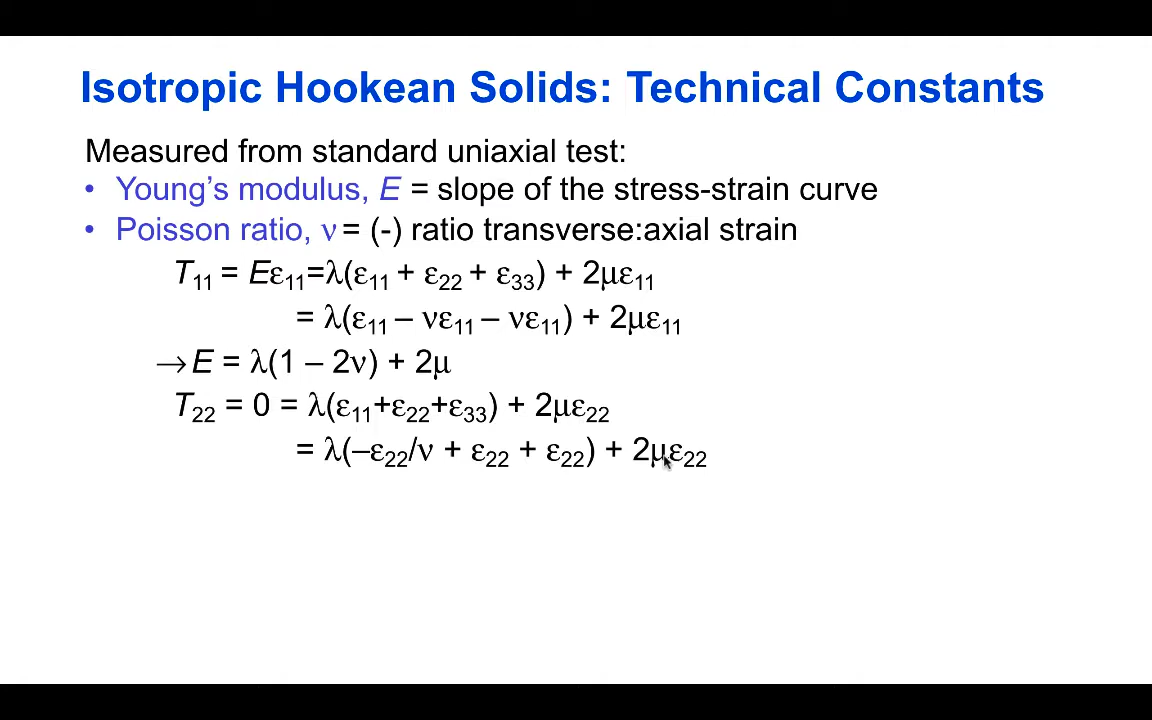 Isotropic Hookean Solids: Technical Constants
Measured from standard uniaxial test:
• Young’s modulus, E = slope of the stress-strain curve
• Poisson ratio, ν = (-) ratio transverse:axial strain
T₁₁ = Eε₁₁=λ(ε₁₁ + ε₂₂ + ε₃₃) + 2με₁₁
= λ(ε₁₁ – νε₁₁ – νε₁₁) + 2με₁₁
→E = λ(1 – 2ν) + 2μ
T₂₂ = 0 = λ(ε₁₁+ε₂₂+ε₃₃) + 2με₂₂
= λ(–ε₂₂/ν + ε₂₂ + ε₂₂) + 2με₂₂